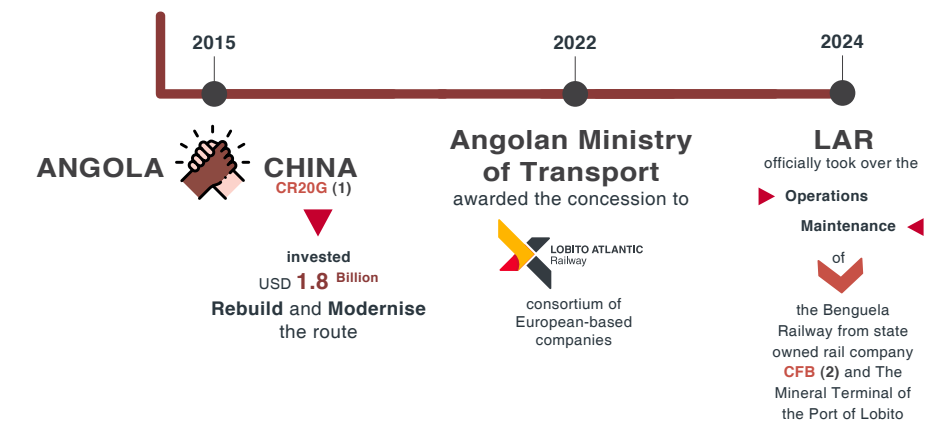 2015
ANGOLA
CHINA
CR20G (1)
invested
USD 1.8 Billion
Rebuild and Modernise
the route
2022
Angolan Ministry
of Transport
awarded the concession to
LOBITO ATLANTIC
Railway
consortium of
European-based
companies
2024
LAR
officially took over the
Operations
Maintenance
of
the Benguela
Railway from state
owned rail company
CFB (2) and The
Mineral Terminal of
the Port of Lobito